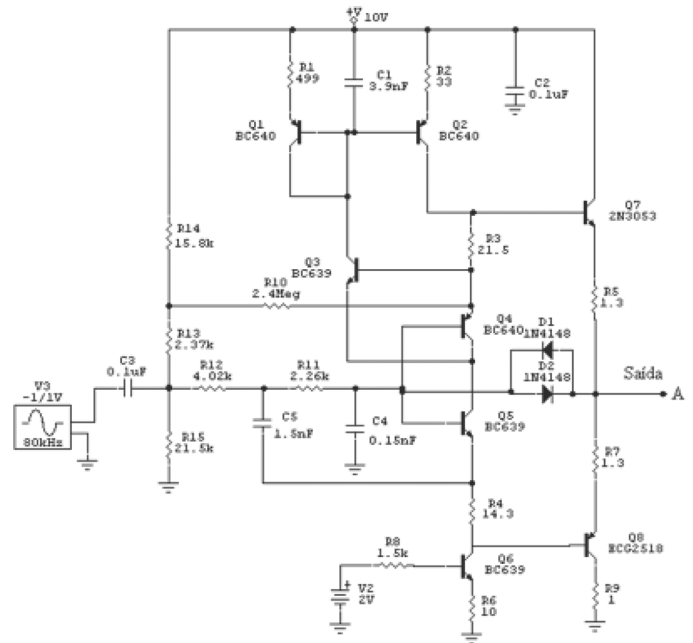 4V 10V
R1
499
C1
3.9nF
R2
33
C2
0.1uF
Q1
BC640
Q2
BC640
Q7
2N3053
R14
15.8k
R3
21.5
Q3
BC639
R10
2.4Meg
R5
1.3
Q4
BC640
R13
2.37k
D1
1N4148
D2
1N4148
C3
0.1uF
R12
4.02k
R11
2.26k
Saída
A
V3
-1/1V
80kHz
R15
21.5k
C5
1.5nF
C4
0.15nF
Q5
BC639
R7
1.3
R4
14.3
R8
1.5k
Q6
BC639
Q8
ECG2518
V2
2V
+
R6
10
R9
1